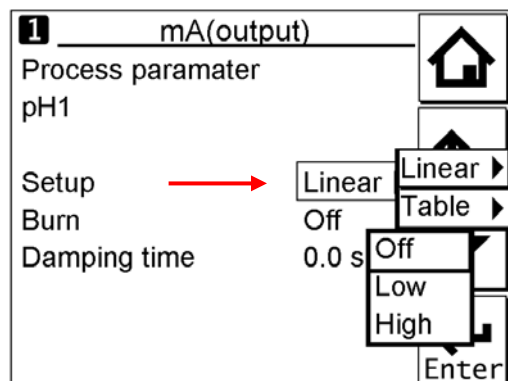 1 mA(output)
Process paramater
pH1
Setup Linear Linear
Burn Off Table
Damping time 0.0 s Off
Low
High
Enter